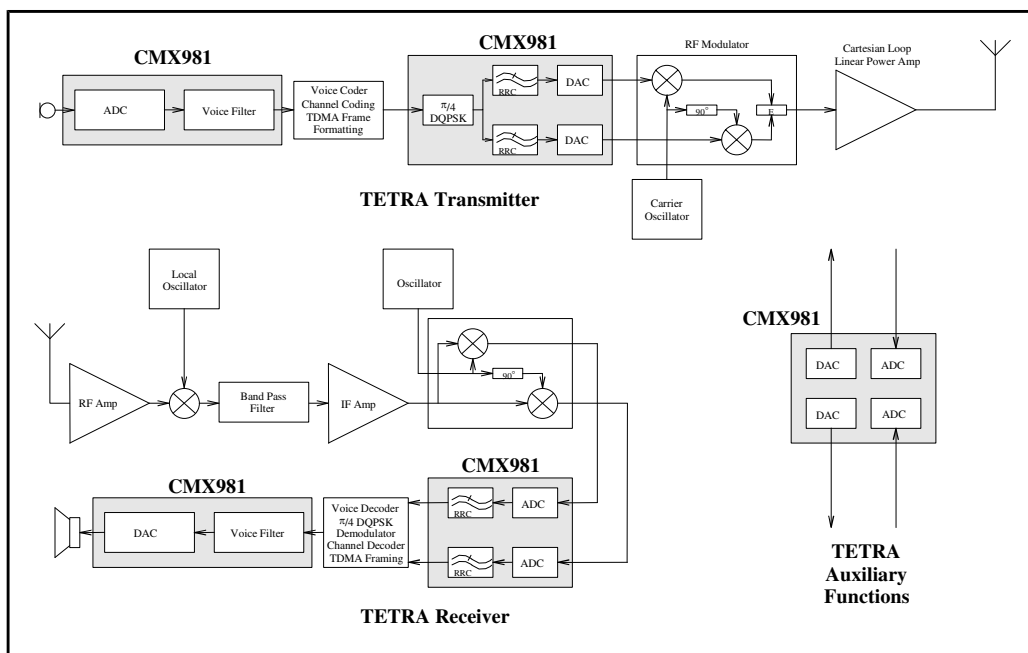 CMX981
ADC
Voice Filter
Voice Coder
Channel Coding
TDMA Frame
Formatting
CMX981
π/4
DQPSK
RRC
DAC
RRC
DAC
RF Modulator
90°
Σ
Carrier
Oscillator
Cartesian Loop
Linear Power Amp
TETRA Transmitter
Local
Oscillator
Oscillator
RF Amp
Band Pass
Filter
IF Amp
90°
CMX981
DAC
ADC
DAC
ADC
TETRA
Auxiliary
Functions
CMX981
DAC
Voice Filter
Voice Decoder
π/4 DQPSK
Demodulator
Channel Decoder
TDMA Framing
CMX981
RRC
ADC
RRC
ADC
TETRA Receiver